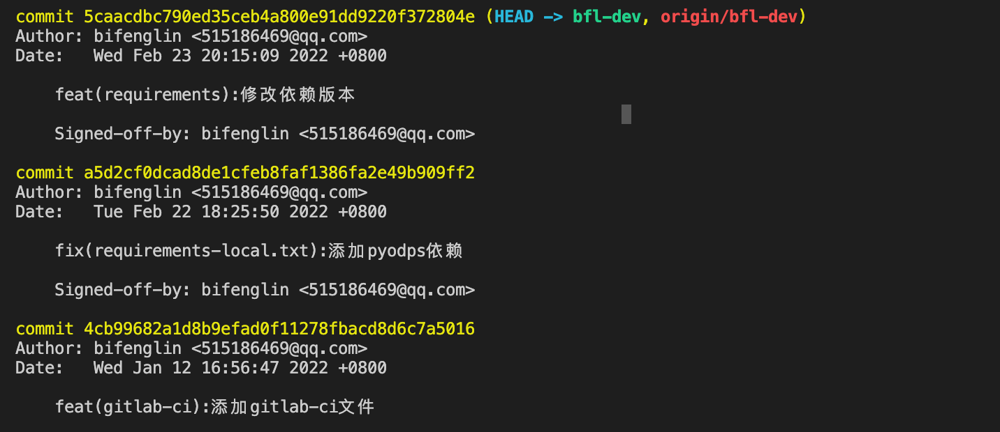 commit 5caacdbc790ed35ceb4a800e91dd9220f372804e (HEAD -> bfl-dev, origin/bfl-dev)
Author: bifenglin <515186469@qq.com>
Date:   Wed Feb 23 20:15:09 2022 +0800
feat(requirements):修改依赖版本
Signed-off-by: bifenglin <515186469@qq.com>
commit a5d2cf0dcad8de1cfeb8faf1386fa2e49b909ff2
Author: bifenglin <515186469@qq.com>
Date:   Tue Feb 22 18:25:50 2022 +0800
fix(requirements-local.txt):添加pyodps依赖
Signed-off-by: bifenglin <515186469@qq.com>
commit 4cb99682a1d8b9efad0f11278fbacd8d6c7a5016
Author: bifenglin <515186469@qq.com>
Date:   Wed Jan 12 16:56:47 2022 +0800
feat(gitlab-ci):添加gitlab-ci文件